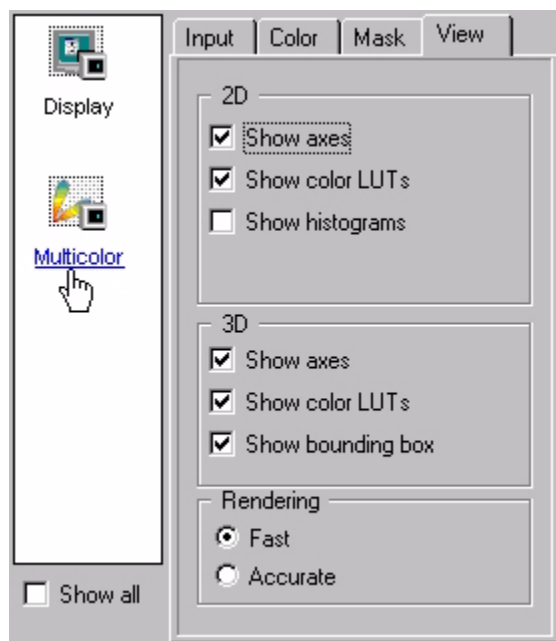 Display
Multicolor
Show all
Input Color Mask View
2D
Show axes
Show color LUTs
Show histograms
3D
Show axes
Show color LUTs
Show bounding box
Rendering
Fast
Accurate